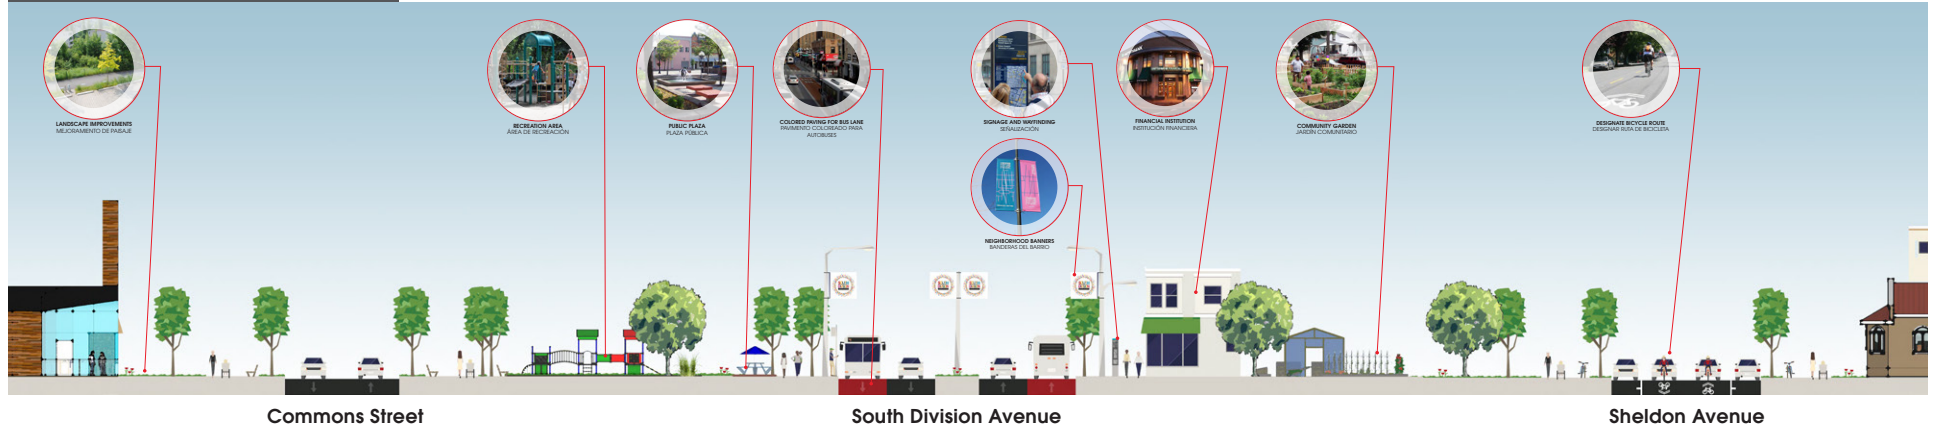 LANDSCAPE IMPROVEMENTS
MEJORAMIENTO DE PAISAJE
RECREATION AREA
ÁREA DE RECREACIÓN
PUBLIC PLAZA
PLAZA PÚBLICA
COLORED PAVING FOR BUS LANE
PAVIMENTO COLOREADO PARA
AUTOBUSES
SIGNAGE AND WAYFINDING
SEÑALIZACIÓN
FINANCIAL INSTITUTION
INSTITUCIÓN FINANCIERA
COMMUNITY GARDEN
JARDÍN COMUNITARIO
DESIGNATE BICYCLE ROUTE
DESIGNAR RUTA DE BICICLETA
NEIGHBORHOOD BANNERS
BANDERAS DEL BARRIO
Commons Street
South Division Avenue
Sheldon Avenue